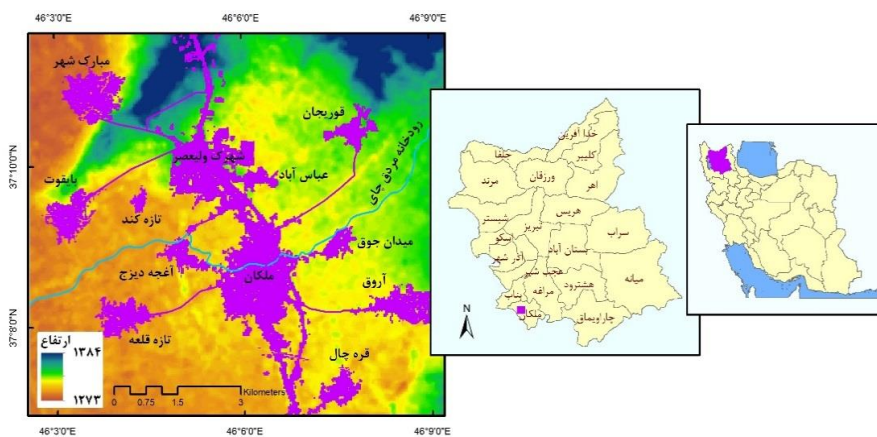 46°3'0"E
46°6'0"E
46°9'0"E
37°10'0"N
37°8'0"N
مبارک شهر
قوریجان
رودخانه مردق چای
شهرک ولیعصر
عباس آباد
بایقوت
تازه کند
میدان جوق
آغجه دیزج
ملکان
آروق
تازه قلعه
قره چال
ارتفاع
۱۳۸۴
۱۲۷۳
0 0.75 1.5 3
Kilometers
46°3'0"E
46°6'0"E
46°9'0"E
خدا آفرین
جلفا
کلیبر
مرند
ورزقان
اهر
شبستر
هریس
تبریز
سراب
اسکو
بستان آباد
آذر شهر
عجب شیر
میانه
هشترود
بناب
مراغه
ملکان
چاراویماق
N